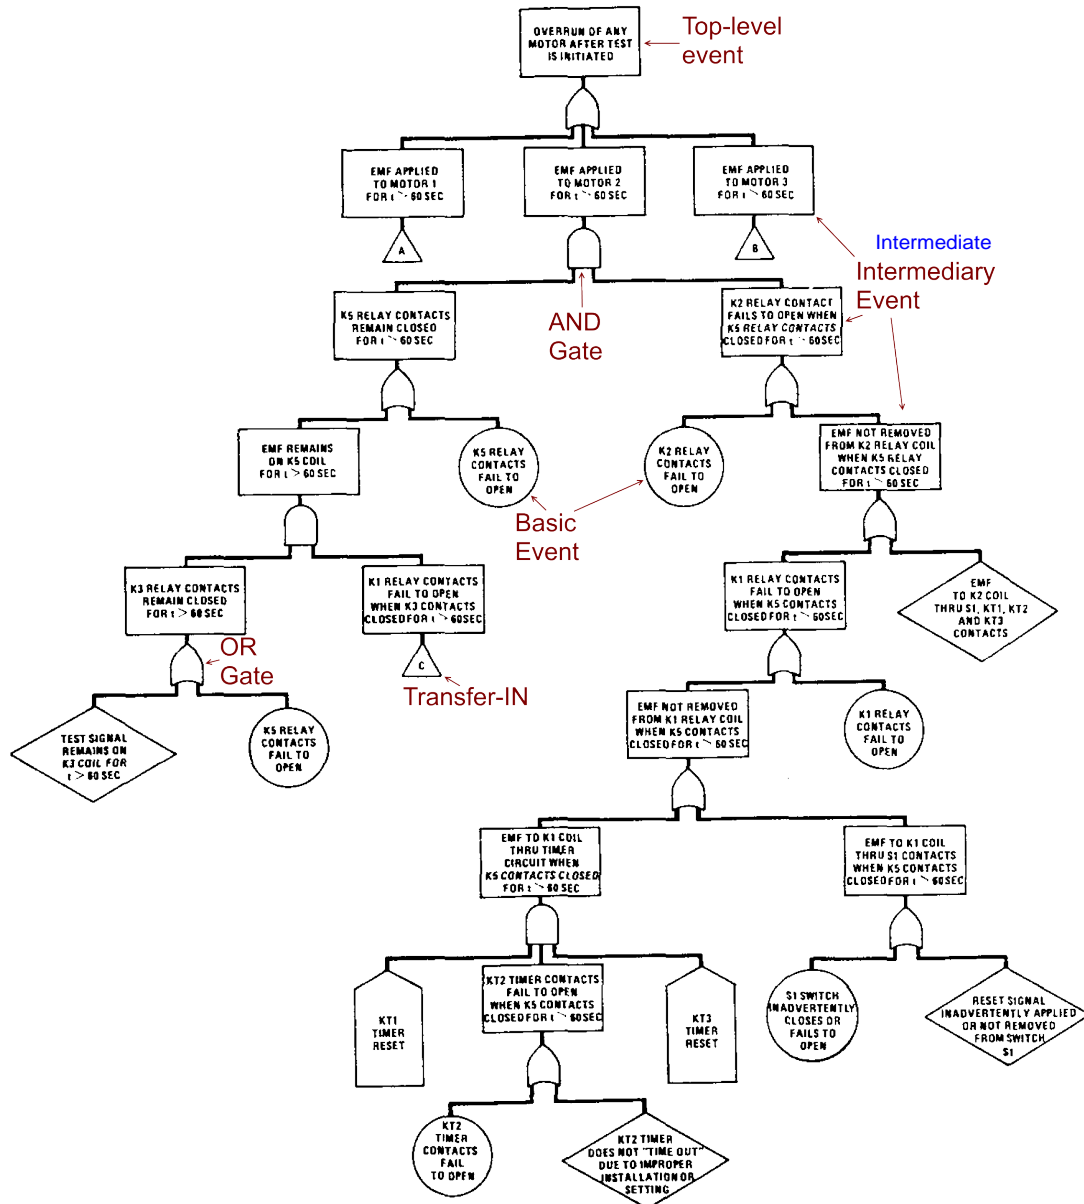 OVERRUN OF ANY
MOTOR AFTER TEST
IS INITIATED
Top-level
event
EMF APPLIED
TO MOTOR 1
FOR t > 60 SEC
EMF APPLIED
TO MOTOR 2
FOR t > 60 SEC
EMF APPLIED
TO MOTOR 3
FOR t > 60 SEC
A
B
Intermediate
Intermediary
Event
K5 RELAY CONTACTS
REMAIN CLOSED
FOR t > 60 SEC
AND
Gate
K2 RELAY CONTACT
FAILS TO OPEN WHEN
K5 RELAY CONTACTS
CLOSED FOR t > 60 SEC
EMF REMAINS
ON K5 COIL
FOR t > 60 SEC
K5 RELAY
CONTACTS
FAIL TO
OPEN
K2 RELAY
CONTACTS
FAIL TO
OPEN
EMF NOT REMOVED
FROM K2 RELAY COIL
WHEN K5 RELAY
CONTACTS CLOSED
FOR t > 60 SEC
Basic
Event
K3 RELAY CONTACTS
REMAIN CLOSED
FOR t > 60 SEC
K1 RELAY CONTACTS
FAIL TO OPEN
WHEN K3 CONTACTS
CLOSED FOR t > 60 SEC
K1 RELAY CONTACTS
FAIL TO OPEN
WHEN K5 CONTACTS
CLOSED FOR t > 60 SEC
EMF
TO K2 COIL
THRU S1, KT1, KT2
AND KT3
CONTACTS
OR
Gate
C
Transfer-IN
TEST SIGNAL
REMAINS ON
K3 COIL FOR
t > 60 SEC
K5 RELAY
CONTACTS
FAIL TO
OPEN
EMF NOT REMOVED
FROM K1 RELAY COIL
WHEN K5 CONTACTS
CLOSED FOR t > 60 SEC
K1 RELAY
CONTACTS
FAIL TO
OPEN
EMF TO K1 COIL
THRU TIMER
CIRCUIT WHEN
K5 CONTACTS CLOSED
FOR t > 60 SEC
EMF TO K1 COIL
THRU S1 CONTACTS
WHEN K5 CONTACTS
CLOSED FOR t > 60 SEC
KT1
TIMER
RESET
KT2 TIMER CONTACTS
FAIL TO OPEN
WHEN K5 CONTACTS
CLOSED FOR t > 60 SEC
KT3
TIMER
RESET
S1 SWITCH
INADVERTENTLY
CLOSES OR
FAILS TO
OPEN
RESET SIGNAL
INADVERTENTLY APPLIED
OR NOT REMOVED
FROM SWITCH
S1
KT2
TIMER
CONTACTS
FAIL
TO OPEN
KT2 TIMER
DOES NOT "TIME OUT"
DUE TO IMPROPER
INSTALLATION OR
SETTING